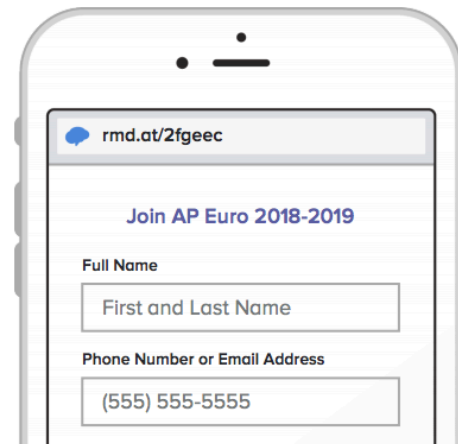 rmd.at/2fgeec
Join AP Euro 2018-2019
Full Name
First and Last Name
Phone Number or Email Address
(555) 555-5555